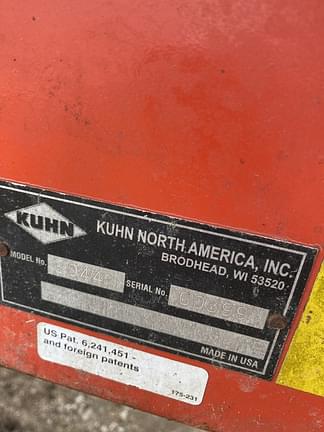 KUHN
KUHN NORTH AMERICA, INC.
BRODHEAD, WI 53520
MODEL No.
SERIAL No.
MADE IN USA
US Pat. 6,241,451 -
and foreign patents
175-231